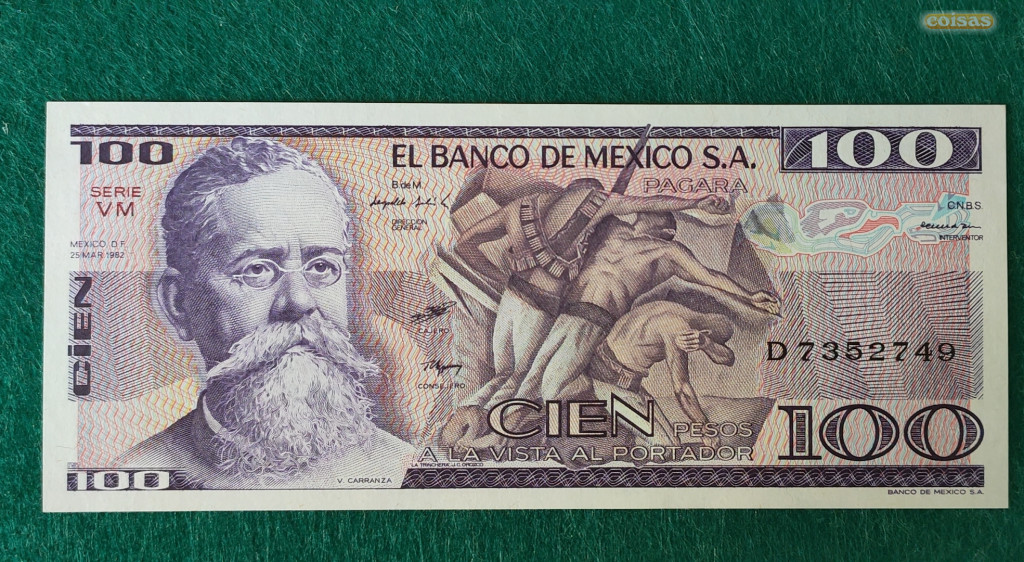 coisas
100
EL BANCO DE MEXICO S.A.
100
SERIE
VM
B de M.
PAGARA
C.N.B.S.
DIRECCION
GENERAL
INTERVENTOR
MEXICO, D.F.
25 MAR 1982
CIEN
CAJERO
CONSEJERO
D7352749
CIEN PESOS
100
A LA VISTA AL PORTADOR
LA TRINCHERA, J.C. OROZCO
100
V. CARRANZA
BANCO DE MEXICO S.A.